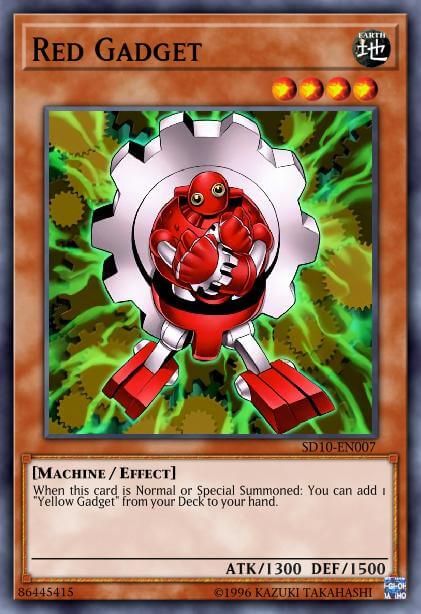 RED GADGET
EARTH
地
SD10-EN007
[MACHINE / EFFECT]
When this card is Normal or Special Summoned: You can add 1
"Yellow Gadget" from your Deck to your hand.
ATK/1300 DEF/1500
86445415
©1996 KAZUKI TAKAHASHI